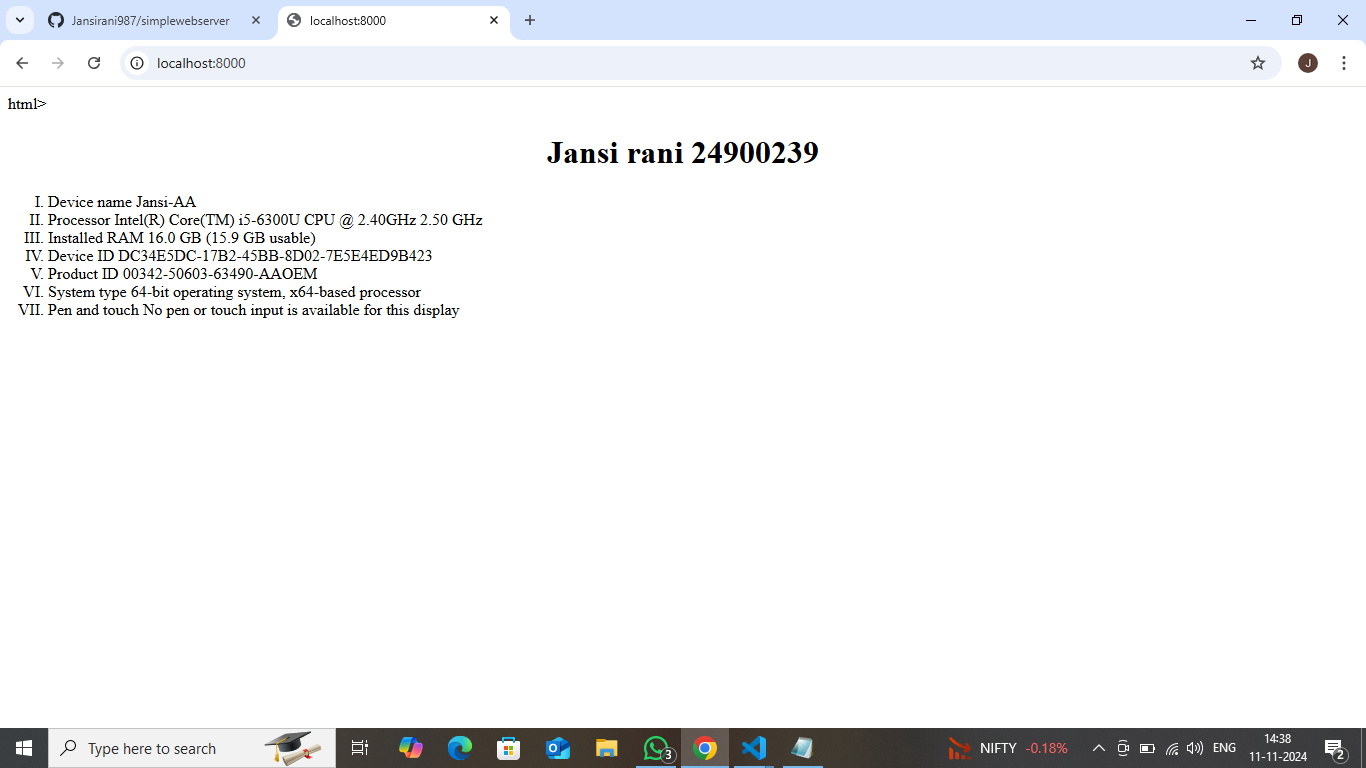 Jansirani987/simplewebserver
localhost:8000
localhost:8000
J
html>
Jansi rani 24900239
I. Device name Jansi-AA
II. Processor Intel(R) Core(TM) i5-6300U CPU @ 2.40GHz 2.50 GHz
III. Installed RAM 16.0 GB (15.9 GB usable)
IV. Device ID DC34E5DC-17B2-45BB-8D02-7E5E4ED9B423
V. Product ID 00342-50603-63490-AAOEM
VI. System type 64-bit operating system, x64-based processor
VII. Pen and touch No pen or touch input is available for this display
Type here to search
3
NIFTY -0.18%
ENG
14:38
11-11-2024
2